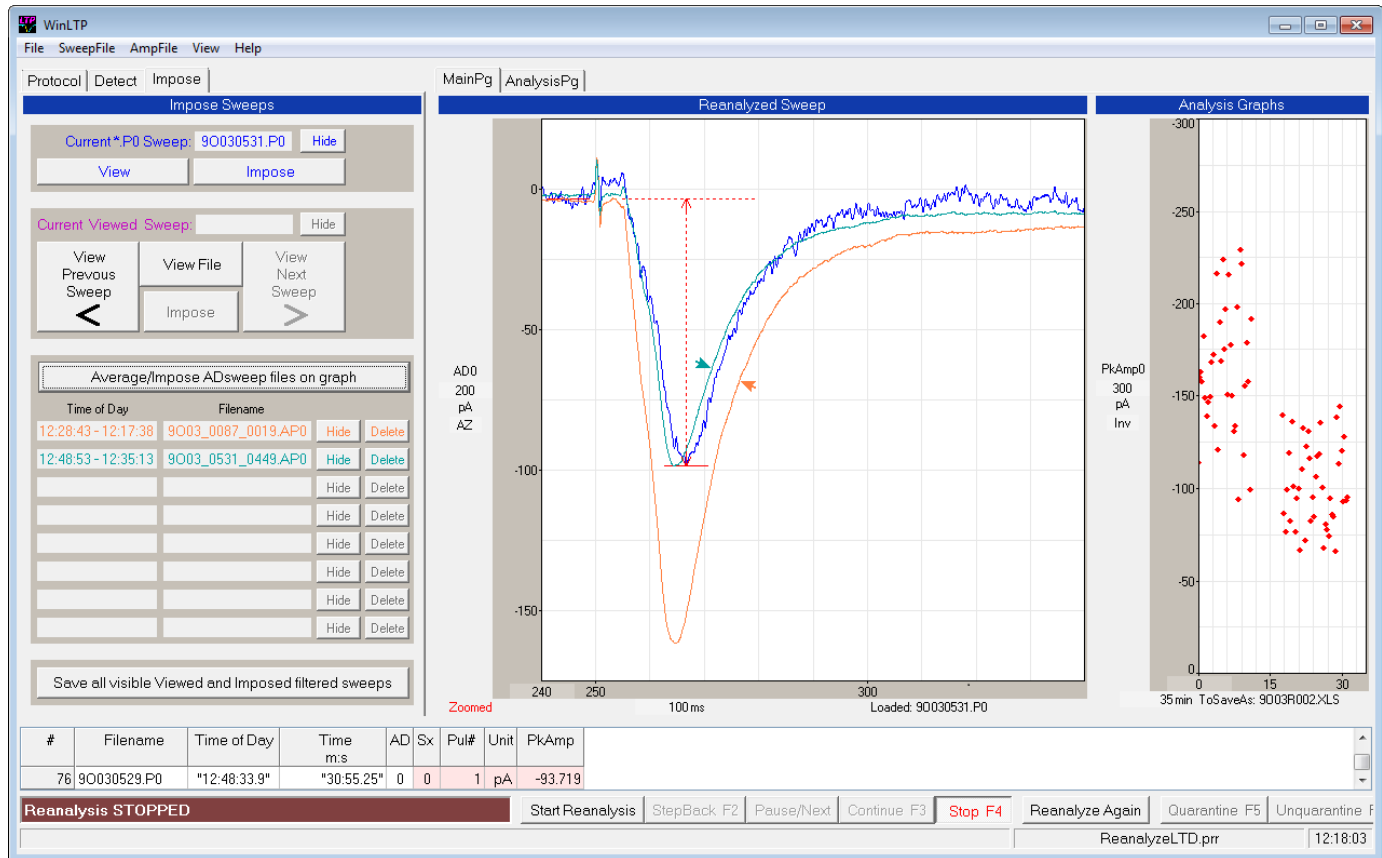 WinLTP
File SweepFile AmpFile View Help
Protocol Detect Impose
MainPg AnalysisPg
Impose Sweeps
Current *.P0 Sweep: 9O030531.P0 Hide
View Impose
Current Viewed Sweep: Hide
View Prevous Sweep <
View File
Impose
View Next Sweep >
Average/Impose ADsweep files on graph
Time of Day Filename
12:28:43 - 12:17:38 9O03_0087_0019.AP0 Hide Delete
12:48:53 - 12:35:13 9O03_0531_0449.AP0 Hide Delete
Hide Delete
Hide Delete
Hide Delete
Hide Delete
Hide Delete
Hide Delete
Save all visible Viewed and Imposed filtered sweeps
Reanalyzed Sweep
AD0
200
pA
AZ
0
-50
-100
-150
240 250 300
Zoomed 100 ms Loaded: 9O030531.P0
Analysis Graphs
PkAmp0
300
pA
Inv
-300
-250
-200
-150
-100
-50
0
0 15 30
35 min ToSaveAs: 9O03R002.XLS
# Filename Time of Day Time m:s AD Sx Pul# Unit PkAmp
76 9O030529.P0 "12:48:33.9" "30:55.25" 0 0 1 pA -93.719
Reanalysis STOPPED
Start Reanalysis StepBack F2 Pause/Next Continue F3 Stop F4 Reanalyze Again Quarantine F5 Unquarantine F
ReanalyzeLTD.prr 12:18:03